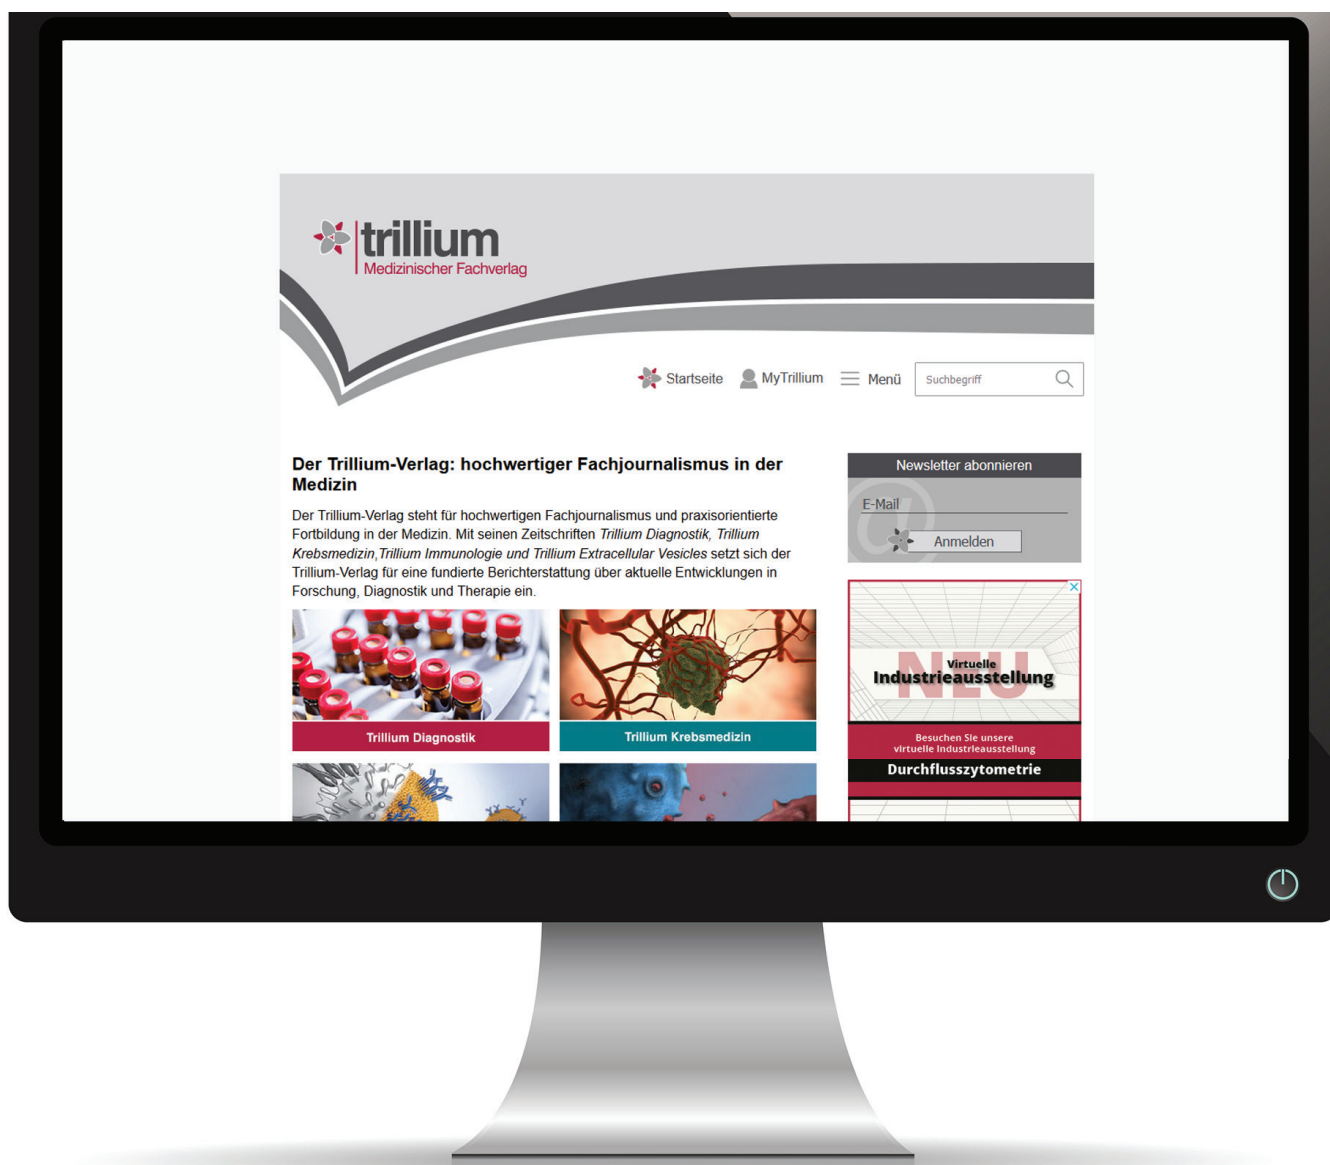 trillium
Medizinischer Fachverlag
Startseite
MyTrillium
Menü
Suchbegriff
Der Trillium-Verlag: hochwertiger Fachjournalismus in der
Medizin
Der Trillium-Verlag steht für hochwertigen Fachjournalismus und praxisorientierte
Fortbildung in der Medizin. Mit seinen Zeitschriften Trillium Diagnostik, Trillium
Krebsmedizin,Trillium Immunologie und Trillium Extracellular Vesicles setzt sich der
Trillium-Verlag für eine fundierte Berichterstattung über aktuelle Entwicklungen in
Forschung, Diagnostik und Therapie ein.
Trillium Diagnostik
Trillium Krebsmedizin
Newsletter abonnieren
@
E-Mail
Anmelden
NEU
Virtuelle
Industrieausstellung
Besuchen Sie unsere
virtuelle Industrieausstellung
Durchflusszytometrie